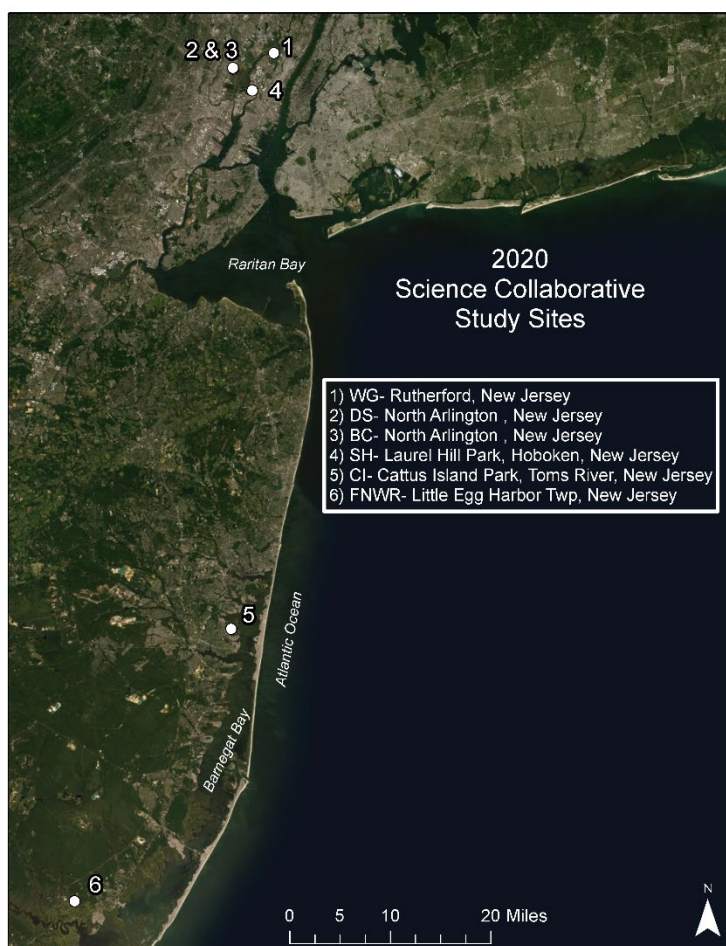 2 & 3
1
4
Raritan Bay
2020
Science Collaborative
Study Sites
1) WG- Rutherford, New Jersey
2) DS- North Arlington , New Jersey
3) BC- North Arlington , New Jersey
4) SH- Laurel Hill Park, Hoboken, New Jersey
5) CI- Cattus Island Park, Toms River, New Jersey
6) FNWR- Little Egg Harbor Twp, New Jersey
5
Atlantic Ocean
Barnegat Bay
6
N
0 5 10 20 Miles